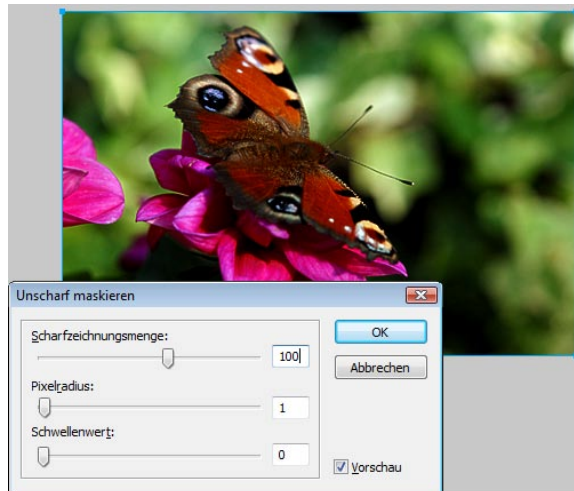 Unscharf maskieren
Scharfzeichnungsmenge:
100
Pixelradius:
1
Schwellenwert:
0
OK
Abbrechen
Vorschau